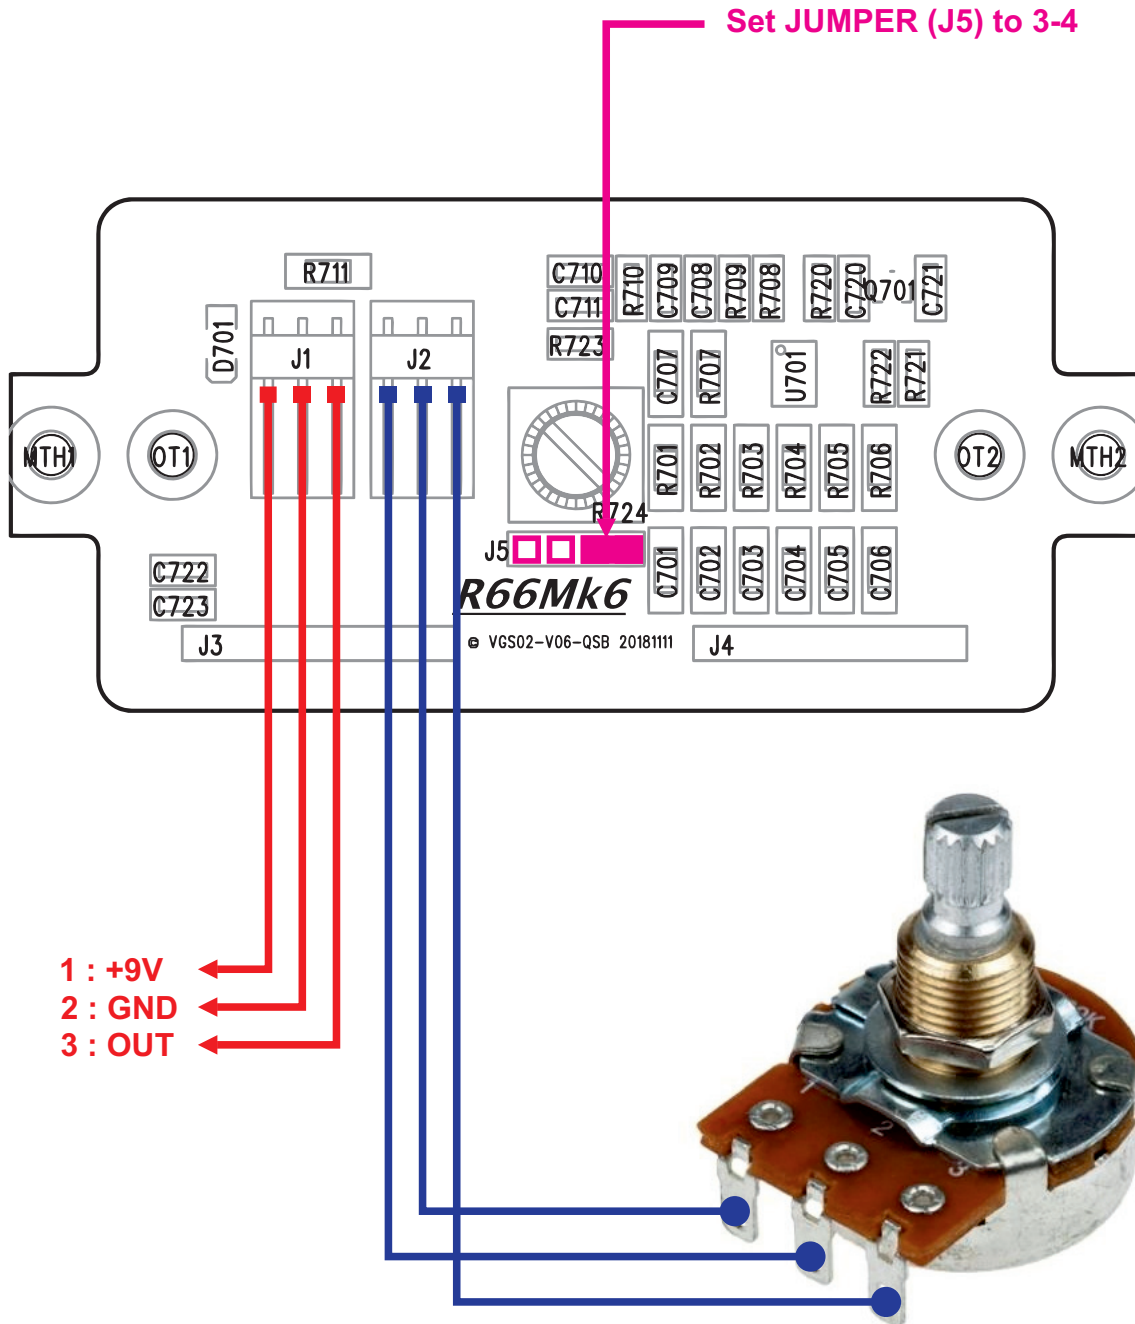 Set JUMPER (J5) to 3-4
R711
C710
C711
R723
R710
C709
C708
R709
R708
R720
C720
Q701
C721
D701
J1
J2
C707
R707
U701
R722
R721
MTH1
OT1
R701
R702
R703
R704
R705
R706
OT2
MTH2
R724
J5
C701
C702
C703
C704
C705
C706
C722
C723
R66Mk6
J3
© VGS02-V06-QSB 20181111
J4
1 : +9V
2 : GND
3 : OUT
1
2
3